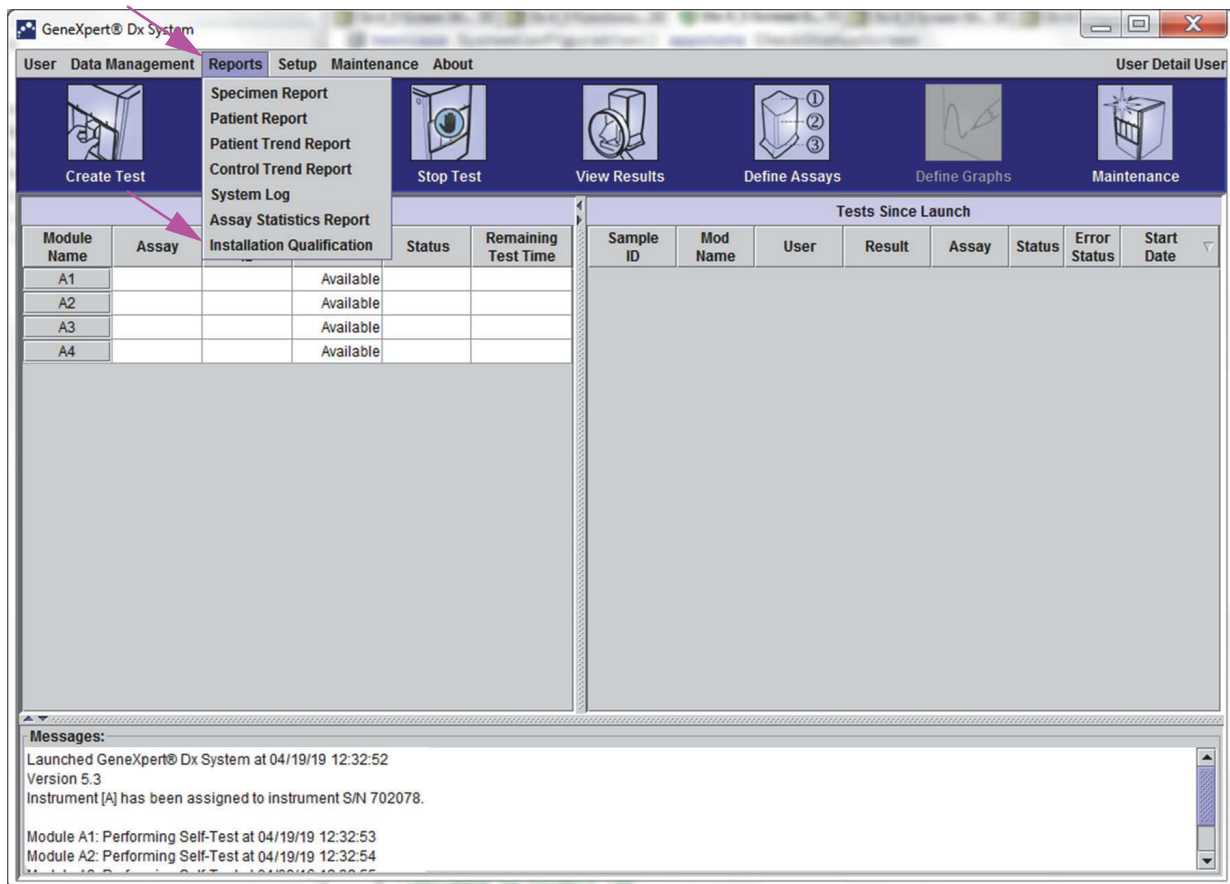 GeneXpert® Dx System
User Data Management Reports Setup Maintenance About User Detail User
Specimen Report
Patient Report
Patient Trend Report
Control Trend Report
System Log
Assay Statistics Report
Installation Qualification
Create Test Stop Test View Results Define Assays Define Graphs Maintenance
Tests Since Launch
Module Name Assay Status Remaining Test Time
Sample ID Mod Name User Result Assay Status Error Status Start Date
A1 Available
A2 Available
A3 Available
A4 Available
Messages:
Launched GeneXpert® Dx System at 04/19/19 12:32:52
Version 5.3
Instrument [A] has been assigned to instrument S/N 702078.
Module A1: Performing Self-Test at 04/19/19 12:32:53
Module A2: Performing Self-Test at 04/19/19 12:32:54